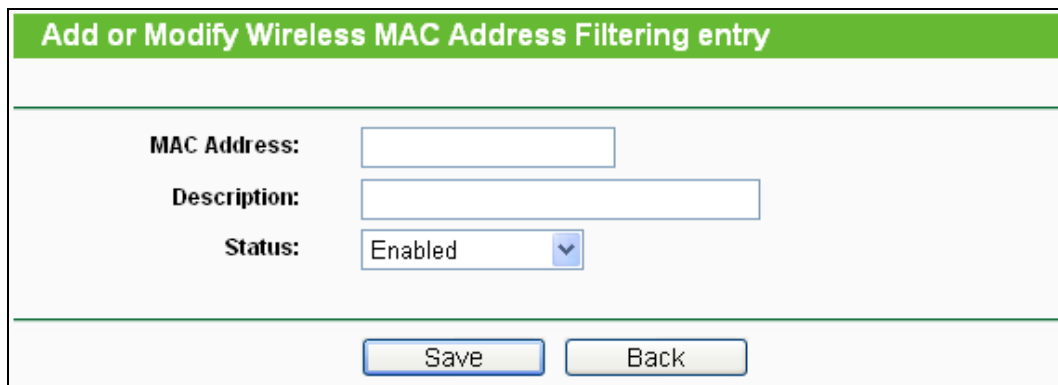 Add or Modify Wireless MAC Address Filtering entry
MAC Address:
Description:
Status: Enabled
Save Back